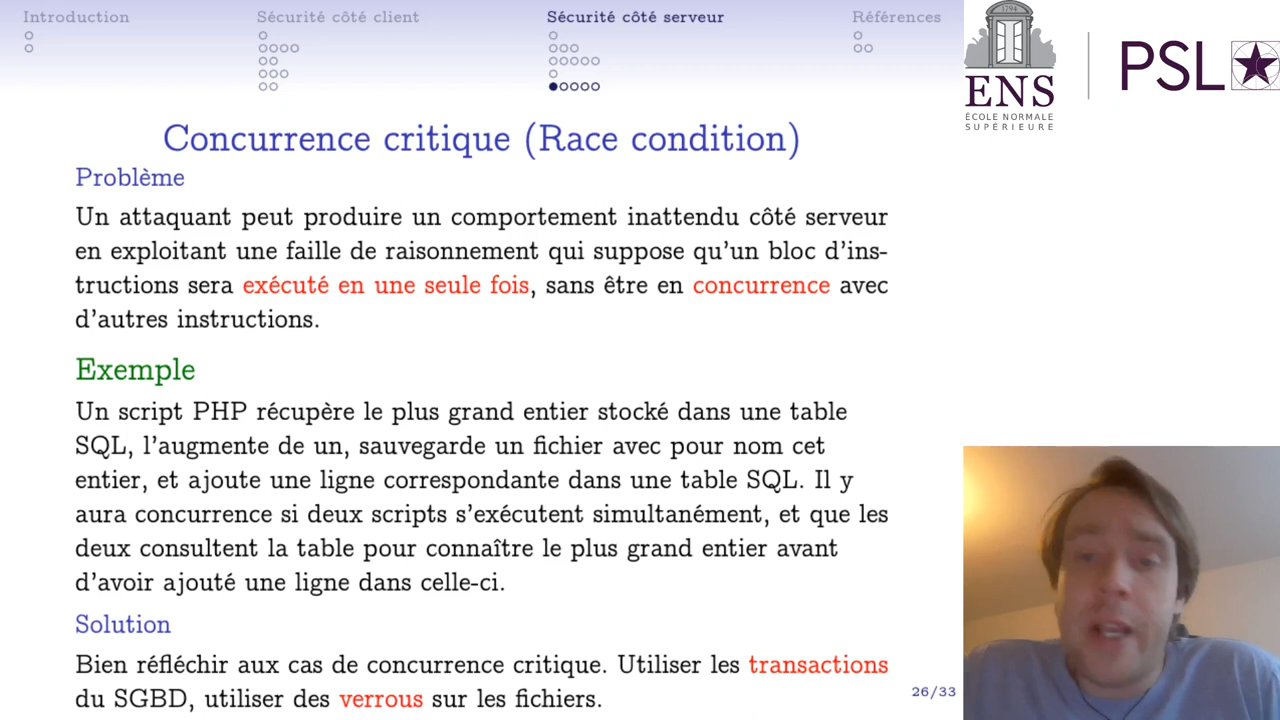 Introduction
Sécurité côté client
Sécurité côté serveur
Références
1794
ENS
ÉCOLE NORMALE
SUPÉRIEURE
PSL
Concurrence critique (Race condition)
Problème
Un attaquant peut produire un comportement inattendu côté serveur
en exploitant une faille de raisonnement qui suppose qu'un bloc d'ins-
tructions sera exécuté en une seule fois, sans être en concurrence avec
d'autres instructions.
Exemple
Un script PHP récupère le plus grand entier stocké dans une table
SQL, l'augmente de un, sauvegarde un fichier avec pour nom cet
entier, et ajoute une ligne correspondante dans une table SQL. Il y
aura concurrence si deux scripts s'exécutent simultanément, et que les
deux consultent la table pour connaître le plus grand entier avant
d'avoir ajouté une ligne dans celle-ci.
Solution
Bien réfléchir aux cas de concurrence critique. Utiliser les transactions
du SGBD, utiliser des verrous sur les fichiers.
26/33